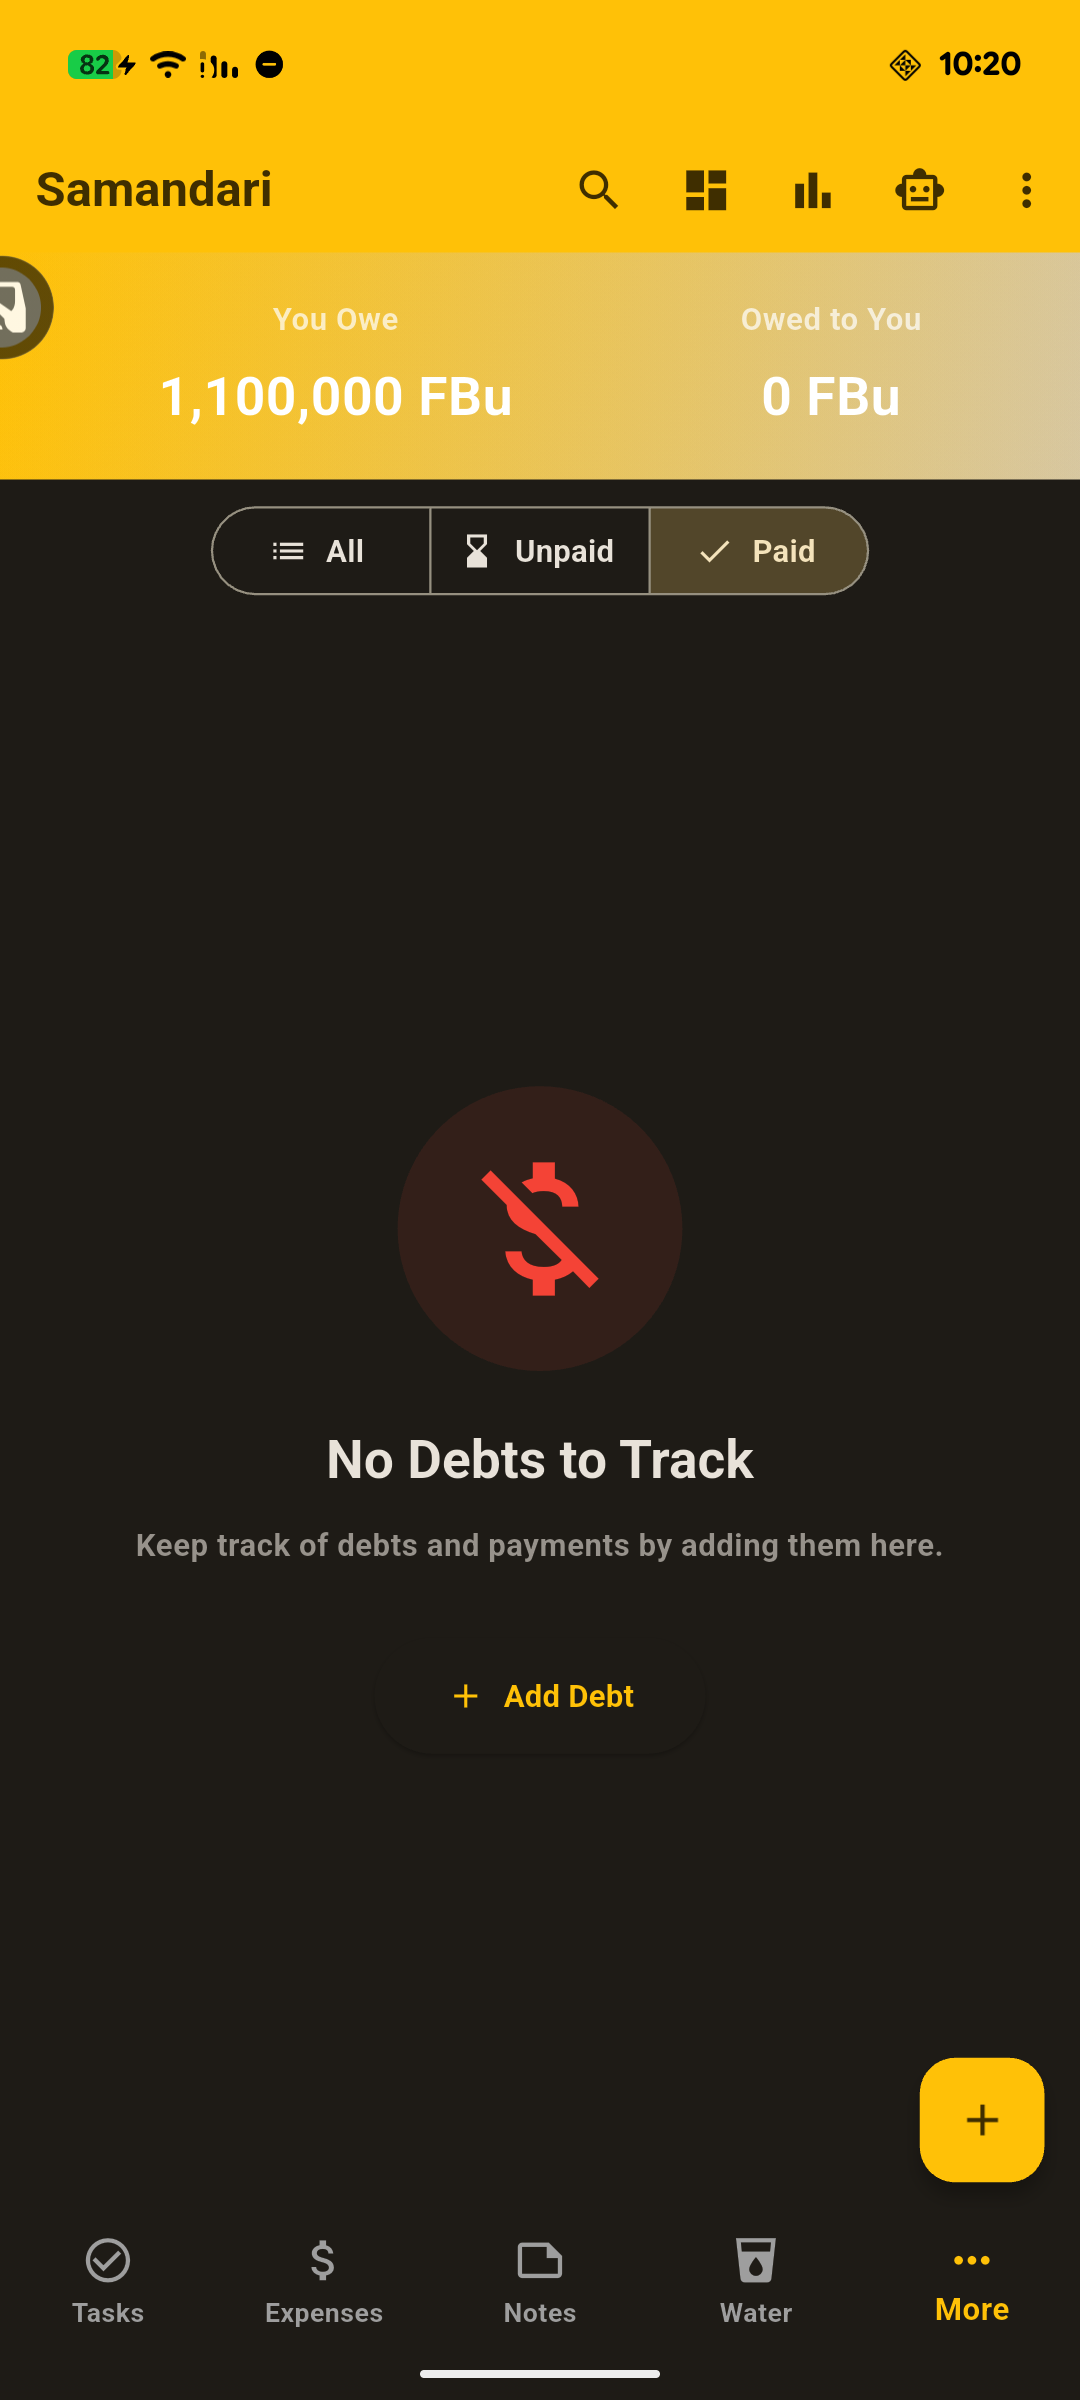 82
10:20
Samandari
You Owe
Owed to You
1,100,000 FBu
0 FBu
All
Unpaid
Paid
No Debts to Track
Keep track of debts and payments by adding them here.
Add Debt
Tasks
Expenses
Notes
Water
More